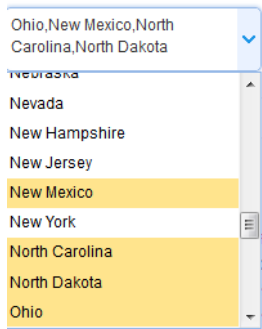 Ohio,New Mexico,North
Carolina,North Dakota
Nebraska
Nevada
New Hampshire
New Jersey
New Mexico
New York
North Carolina
North Dakota
Ohio